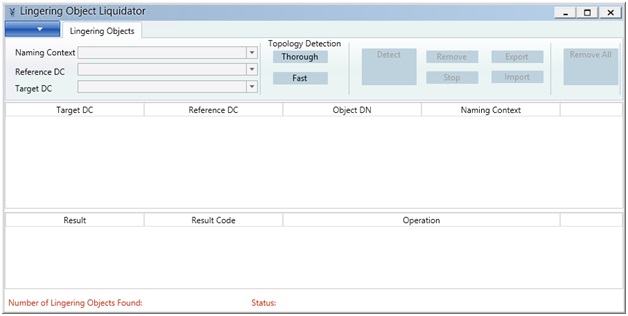 Lingering Object Liquidator
Lingering Objects
Naming Context
Reference DC
Target DC
Topology Detection
Thorough
Fast
Detect
Remove
Stop
Export
Import
Remove All
Target DC Reference DC Object DN Naming Context
Result Result Code Operation
Number of Lingering Objects Found: Status: